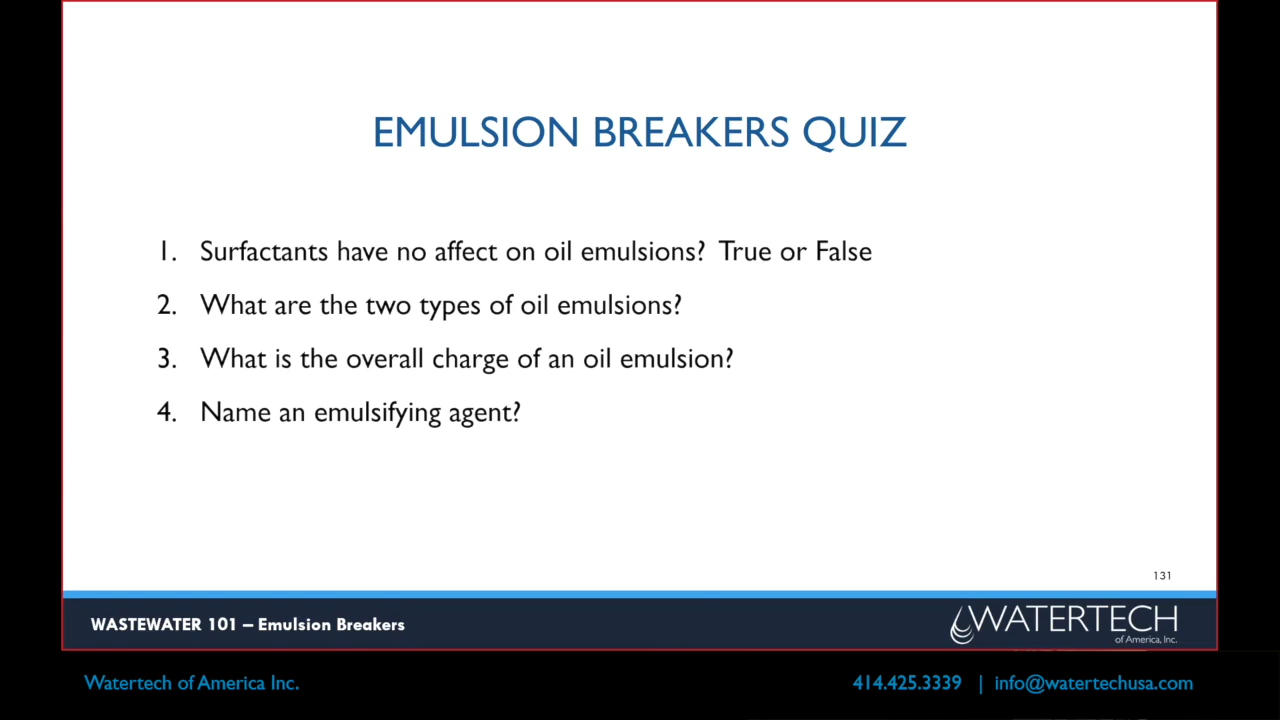 EMULSION BREAKERS QUIZ
1. Surfactants have no affect on oil emulsions? True or False
2. What are the two types of oil emulsions?
3. What is the overall charge of an oil emulsion?
4. Name an emulsifying agent?
131
WASTEWATER 101 – Emulsion Breakers
WATERTECH
of America, Inc.
Watertech of America Inc.
414.425.3339 | info@watertechusa.com